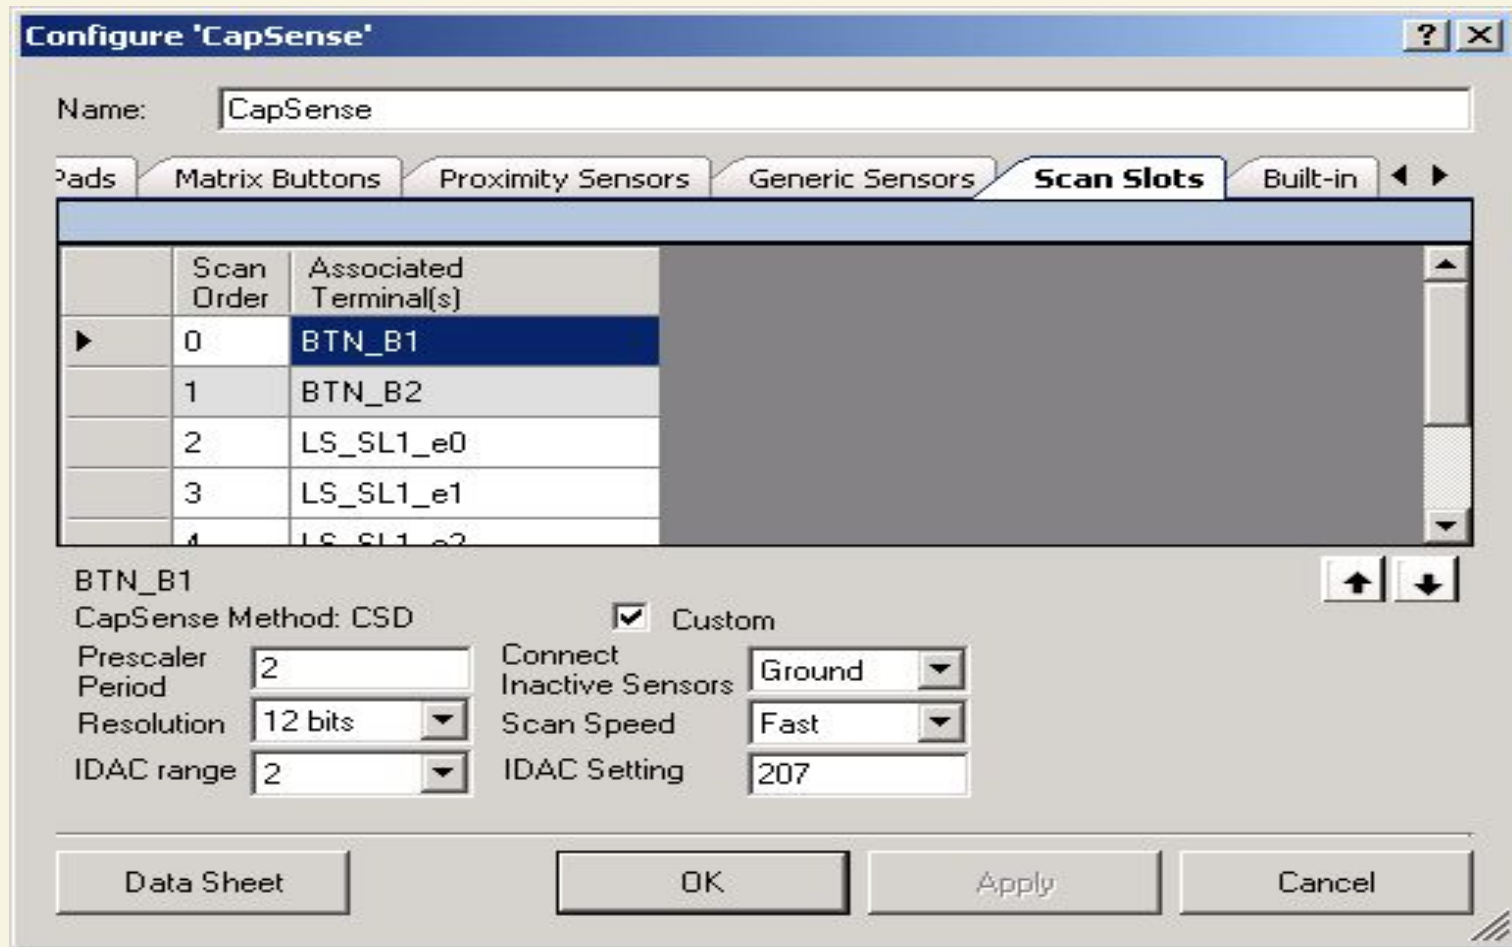 Configure 'CapSense'
Name: CapSense
Pads Matrix Buttons Proximity Sensors Generic Sensors Scan Slots Built-in
Scan Order Associated Terminal(s)
0 BTN_B1
1 BTN_B2
2 LS_SL1_e0
3 LS_SL1_e1
4 LS_SL1_e2
BTN_B1
CapSense Method: CSD Custom
Prescaler Period 2 Connect Inactive Sensors Ground
Resolution 12 bits Scan Speed Fast
IDAC range 2 IDAC Setting 207
Data Sheet OK Apply Cancel